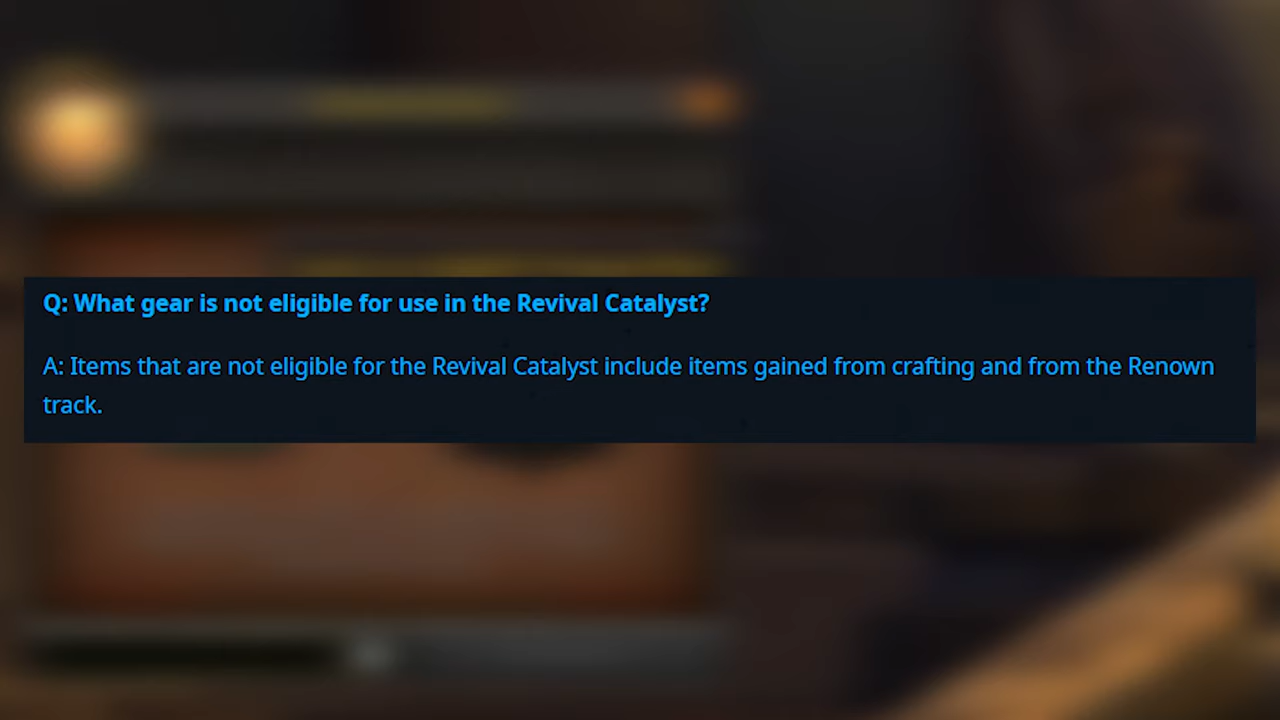 Q: What gear is not eligible for use in the Revival Catalyst?
A: Items that are not eligible for the Revival Catalyst include items gained from crafting and from the Renown
track.